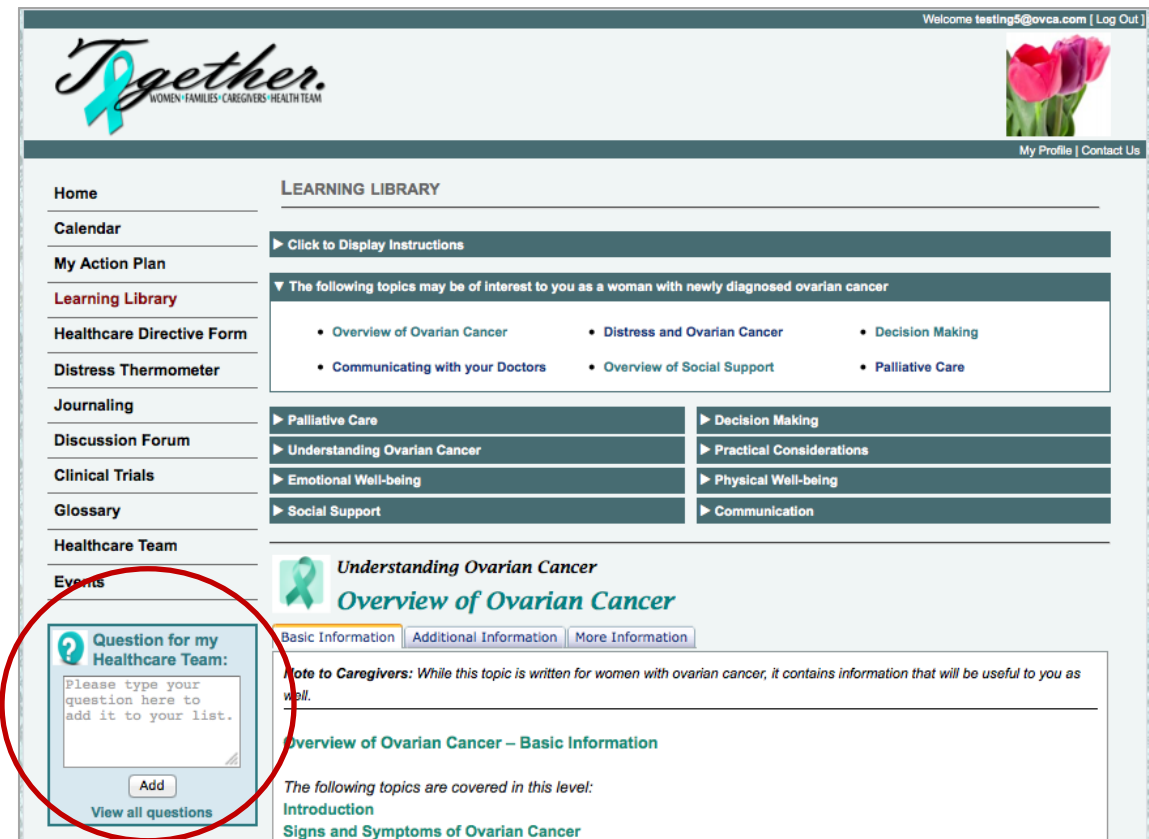 Welcome testing5@ovca.com [ Log Out ]
Together.
WOMEN•FAMILIES•CAREGIVERS•HEALTH TEAM
My Profile | Contact Us
Home
Calendar
My Action Plan
Learning Library
Healthcare Directive Form
Distress Thermometer
Journaling
Discussion Forum
Clinical Trials
Glossary
Healthcare Team
Events
Question for my
Healthcare Team:
Please type your
question here to
add it to your list.
Add
View all questions
LEARNING LIBRARY
▶ Click to Display Instructions
▼ The following topics may be of interest to you as a woman with newly diagnosed ovarian cancer
• Overview of Ovarian Cancer • Distress and Ovarian Cancer • Decision Making
• Communicating with your Doctors • Overview of Social Support • Palliative Care
▶ Palliative Care ▶ Decision Making
▶ Understanding Ovarian Cancer ▶ Practical Considerations
▶ Emotional Well-being ▶ Physical Well-being
▶ Social Support ▶ Communication
Understanding Ovarian Cancer
Overview of Ovarian Cancer
Basic Information Additional Information More Information
Note to Caregivers: While this topic is written for women with ovarian cancer, it contains information that will be useful to you as
well.
Overview of Ovarian Cancer – Basic Information
The following topics are covered in this level:
Introduction
Signs and Symptoms of Ovarian Cancer